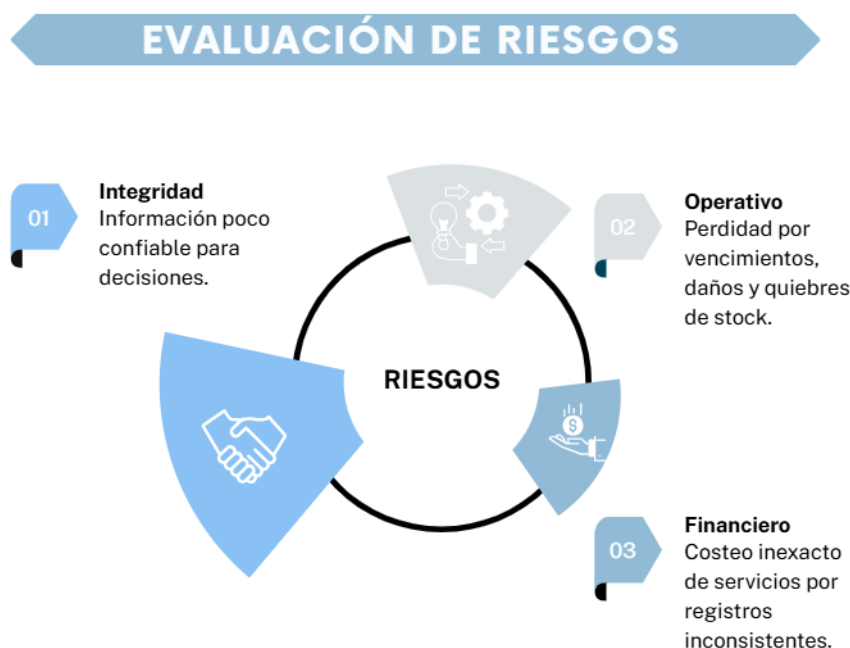 EVALUACIÓN DE RIESGOS
01
Integridad
Información poco
confiable para
decisiones.
02
Operativo
Perdidad por
vencimientos,
daños y quiebres
de stock.
RIESGOS
$
03
Financiero
Costeo inexacto
de servicios por
registros
inconsistentes.